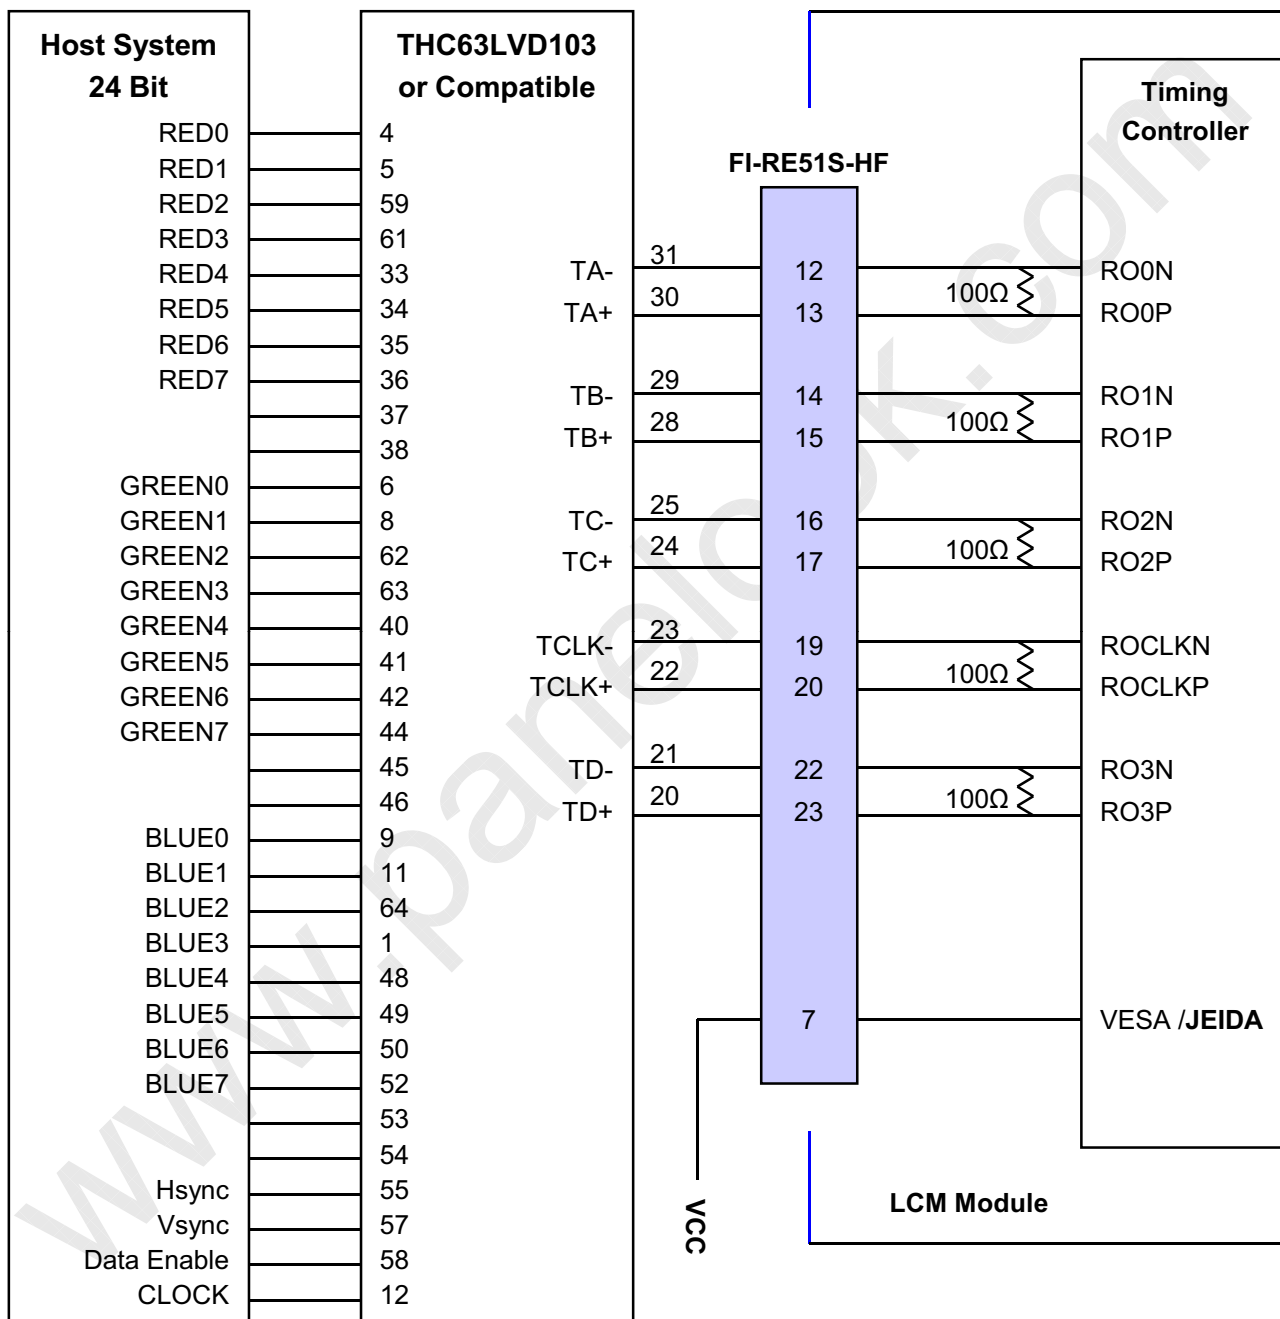 Host System
24 Bit
RED0
RED1
RED2
RED3
RED4
RED5
RED6
RED7
GREEN0
GREEN1
GREEN2
GREEN3
GREEN4
GREEN5
GREEN6
GREEN7
BLUE0
BLUE1
BLUE2
BLUE3
BLUE4
BLUE5
BLUE6
BLUE7
Hsync
Vsync
Data Enable
CLOCK
THC63LVD103
or Compatible
4
5
59
61
33
34
35
36
37
38
6
8
62
63
40
41
42
44
45
46
9
11
64
1
48
49
50
52
53
54
55
57
58
12
TA-
TA+
TB-
TB+
TC-
TC+
TCLK-
TCLK+
TD-
TD+
31
30
29
28
25
24
23
22
21
20
FI-RE51S-HF
12
13
14
15
16
17
19
20
22
23
7
VCC
100Ω
100Ω
100Ω
100Ω
100Ω
Timing
Controller
RO0N
RO0P
RO1N
RO1P
RO2N
RO2P
ROCLKN
ROCLKP
RO3N
RO3P
VESA /JEIDA
LCM Module
www.panelook.com